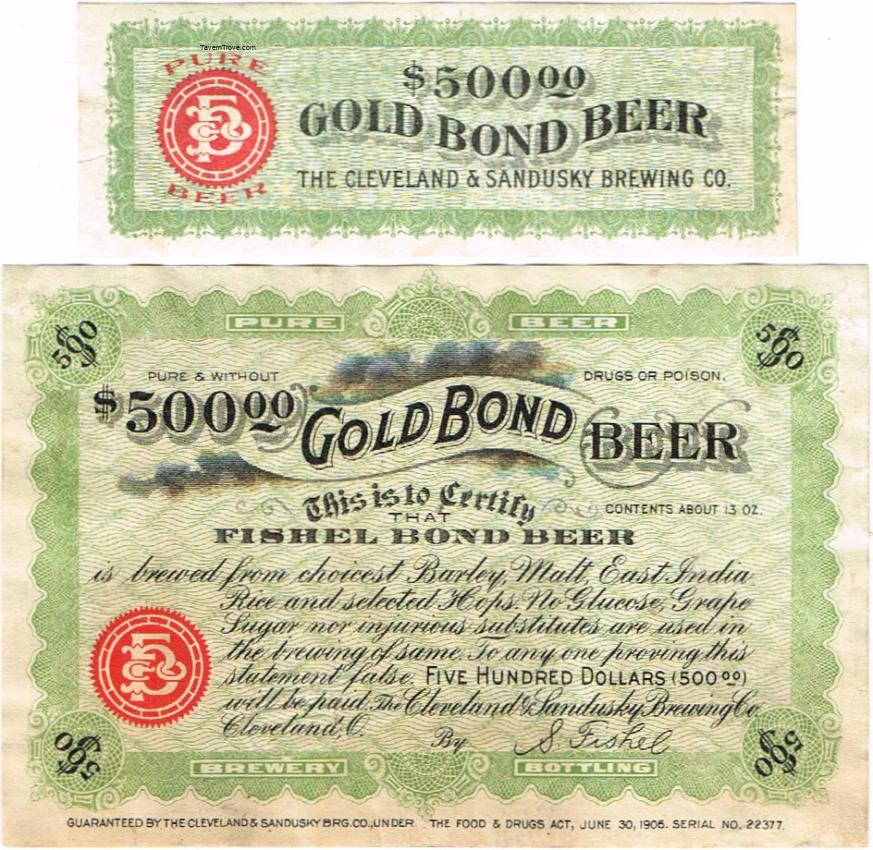 TavernTrove.com
PURE
$500 00
GOLD BOND BEER
BEER
THE CLEVELAND & SANDUSKY BREWING CO.
PURE BEER
$500 $500
PURE & WITHOUT DRUGS OR POISON.
$500 00 GOLD BOND BEER
This is to Certify
CONTENTS ABOUT 13 OZ.
THAT
FISHEL BOND BEER
is brewed from choicest Barley, Malt, East India
Rice and selected Hops. No Glucose, Grape
Sugar nor injurious substitutes are used in
the brewing of same. To any one proving this
statement false, FIVE HUNDRED DOLLARS (500 00)
will be paid. The Cleveland & Sandusky Brewing Co.
Cleveland, O.
By S. Fishel
$500 $500
BREWERY BOTTLING
GUARANTEED BY THE CLEVELAND & SANDUSKY BRG. CO., UNDER THE FOOD & DRUGS ACT, JUNE 30, 1906. SERIAL NO. 22377.